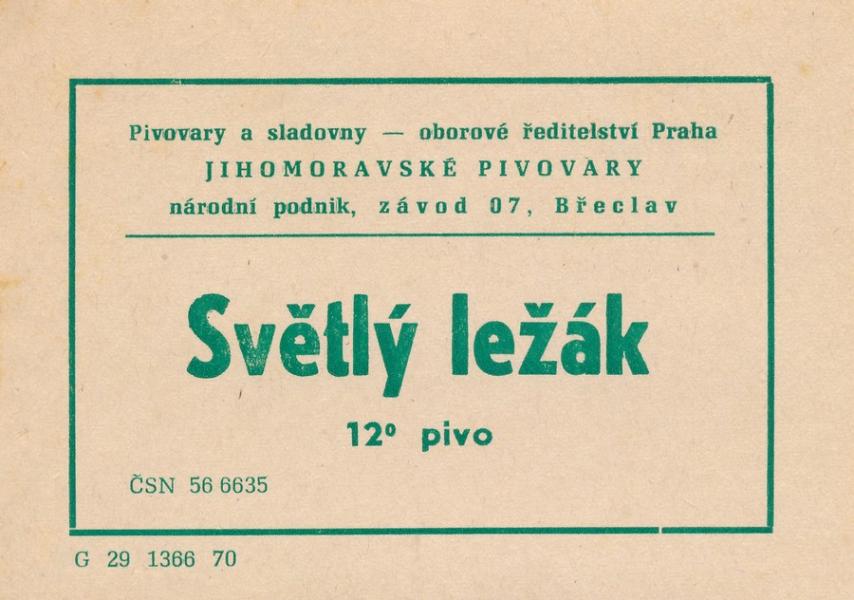 Pivovary a sladovny — oborové ředitelství Praha
JIHOMORAVSKÉ PIVOVARY
národní podnik, závod 07, Břeclav
Světlý ležák
12º pivo
ČSN 56 6635
G 29 1366 70